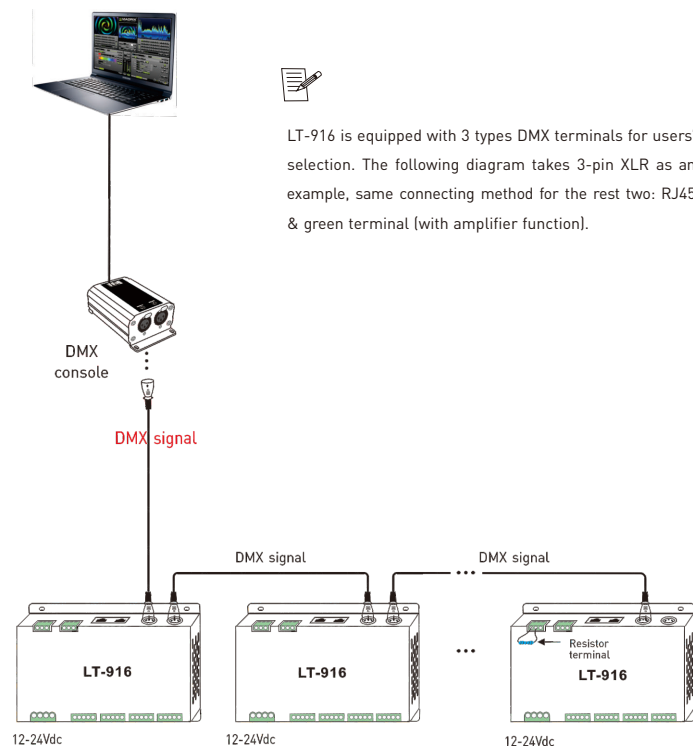 LT-916 is equipped with 3 types DMX terminals for users'
selection. The following diagram takes 3-pin XLR as an
example, same connecting method for the rest two: RJ45
& green terminal (with amplifier function).
DMX
console
DMX signal
DMX signal
DMX signal
Resistor
terminal
LT-916
LT-916
LT-916
12-24Vdc
12-24Vdc
12-24Vdc